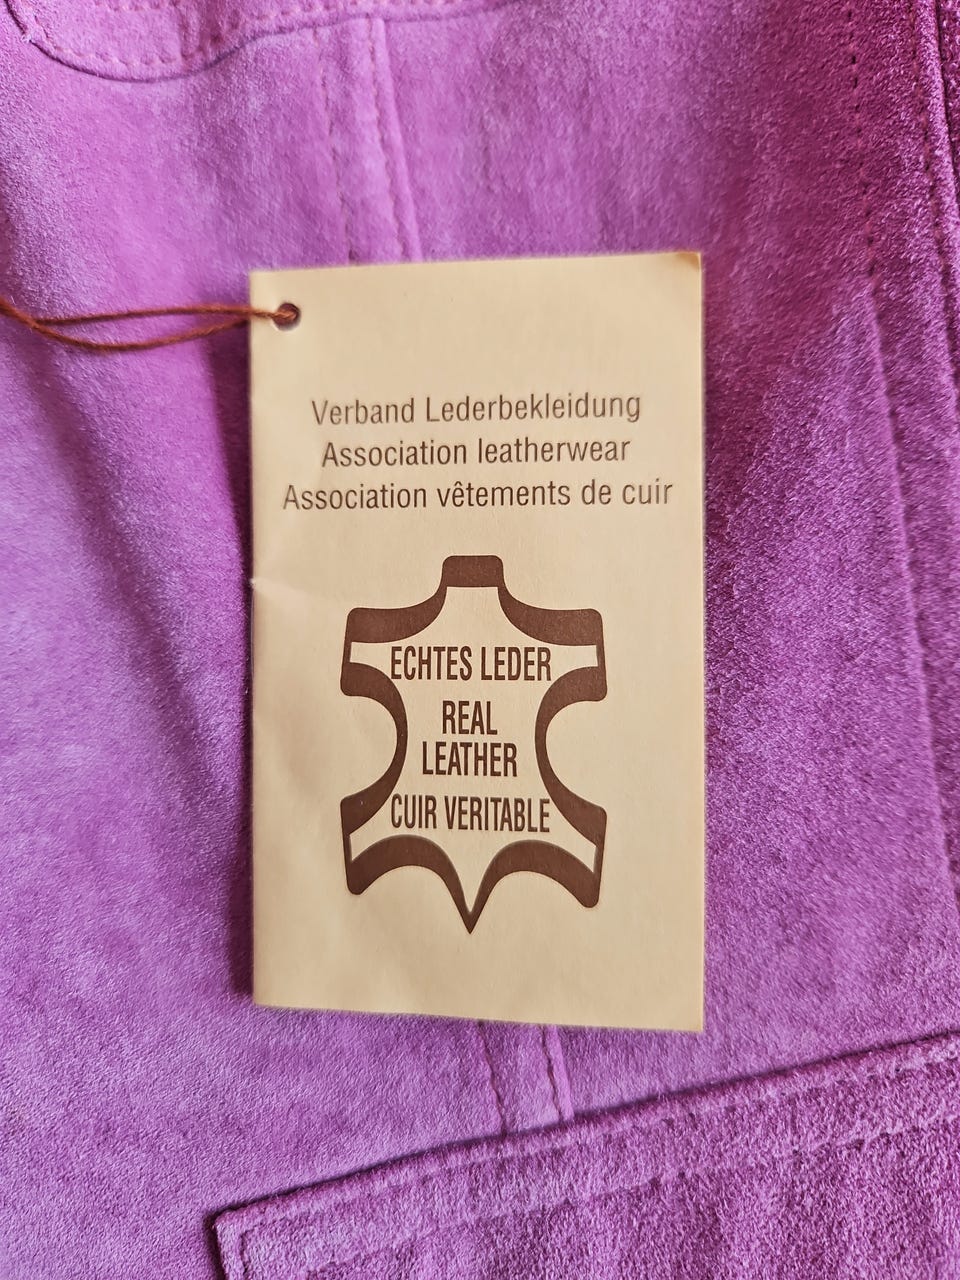 Verband Lederbekleidung
Association leatherwear
Association vêtements de cuir
ECHTES LEDER
REAL
LEATHER
CUIR VERITABLE